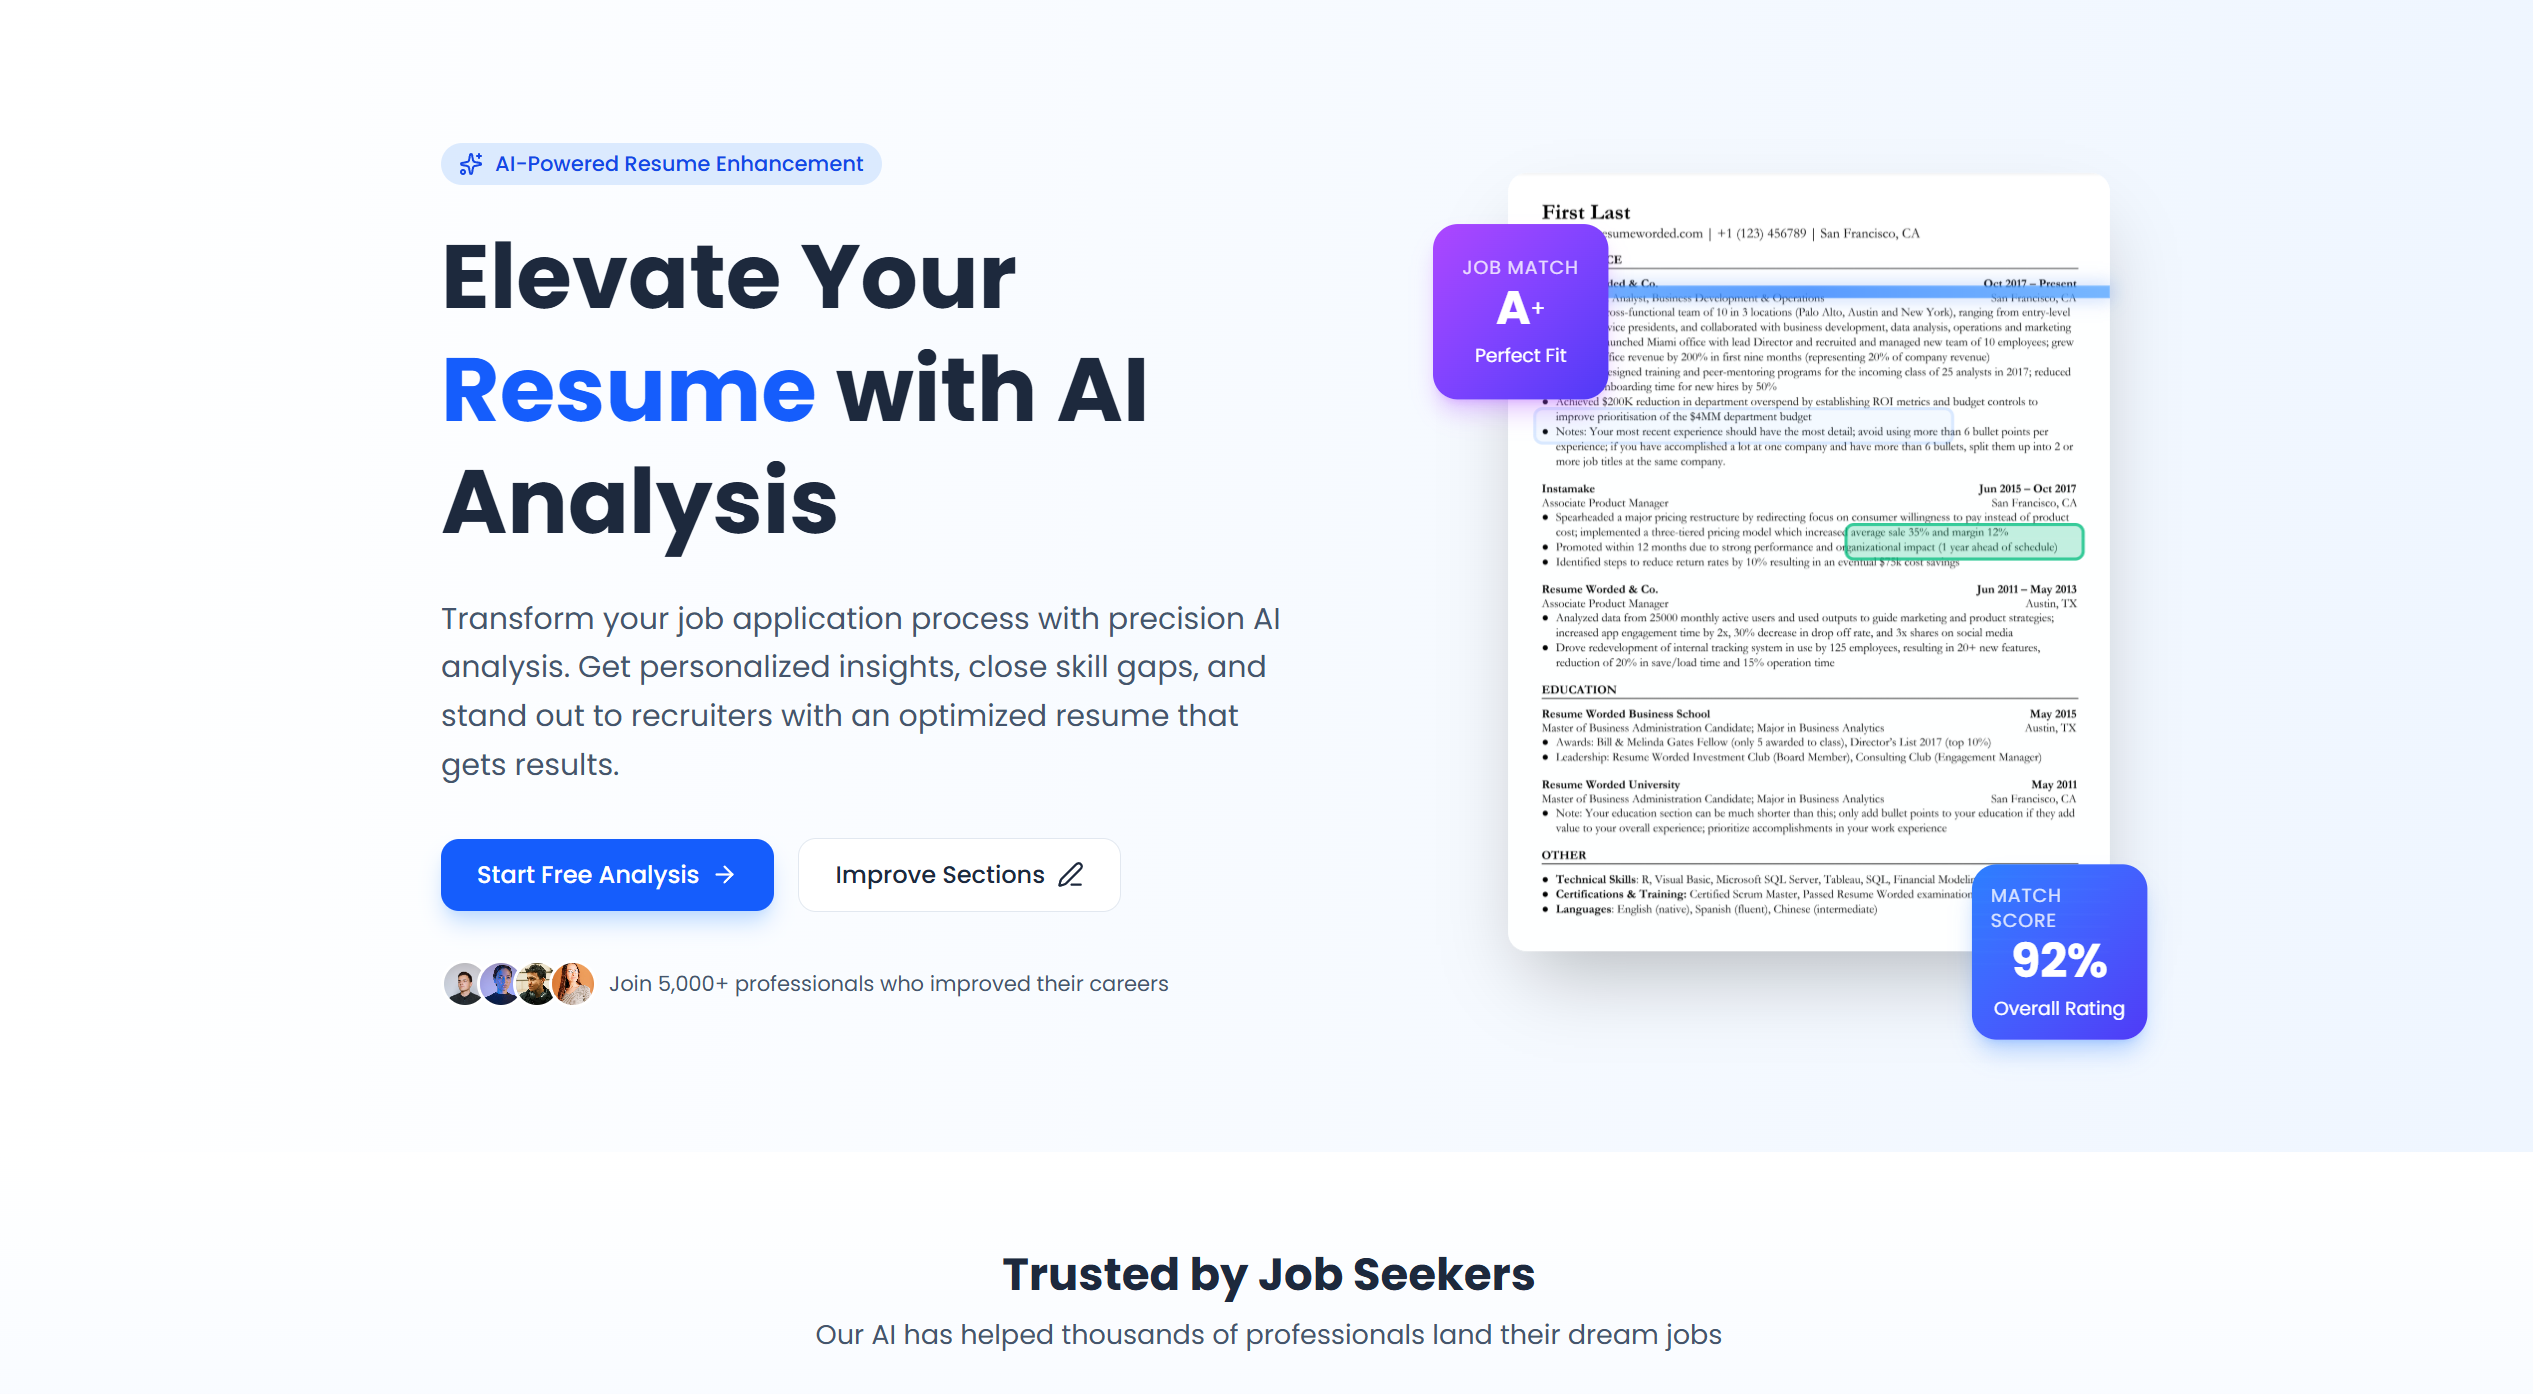 AI-Powered Resume Enhancement
Elevate Your
Resume with AI
Analysis
Transform your job application process with precision AI
analysis. Get personalized insights, close skill gaps, and
stand out to recruiters with an optimized resume that
gets results.
Start Free Analysis
Improve Sections
Join 5,000+ professionals who improved their careers
JOB MATCH
A+
Perfect Fit
First Last
resumeworded.com | +1 (123) 456789 | San Francisco, CA
& Co. Oct 2017 – Present
Analyst, Business Development & Operations San Francisco, CA
team of 10 in 3 locations (Palo Alto, Austin and New York), ranging from entry-level
vice presidents, and collaborated with business development, data analysis, operations and marketing
Miami office with lead Director and recruited and managed new team of 10 employees; grew
revenue by 200% in first nine months (representing 20% of company revenue)
training and peer-mentoring programs for the incoming class of 25 analysts in 2017; reduced
time for new hires by 50%
● Achieved $200K reduction in department overspend by establishing ROI metrics and budget controls to
improve prioritisation of the $4MM department budget
● Notes: Your most recent experience should have the most detail; avoid using more than 6 bullet points per
experience; if you have accomplished a lot at one company and have more than 6 bullets, split them up into 2 or
more job titles at the same company.
Instamake Jun 2015 – Oct 2017
Associate Product Manager San Francisco, CA
● Spearheaded a major pricing restructure by redirecting focus on consumer willingness to pay instead of product
cost; implemented a three-tiered pricing model which increased average sale 35% and margin 12%
● Promoted within 12 months due to strong performance and organizational impact (1 year ahead of schedule)
● Identified steps to reduce return rates by 10% resulting in an eventual $75k cost savings
Resume Worded & Co. Jun 2011 – May 2013
Associate Product Manager Austin, TX
● Analyzed data from 25000 monthly active users and used outputs to guide marketing and product strategies;
increased app engagement time by 2x, 30% decrease in drop off rate, and 3x shares on social media
● Drove redevelopment of internal tracking system in use by 125 employees, resulting in 20+ new features,
reduction of 20% in save/load time and 15% operation time
EDUCATION
Resume Worded Business School May 2015
Master of Business Administration Candidate; Major in Business Analytics Austin, TX
● Awards: Bill & Melinda Gates Fellow (only 5 awarded to class), Director's List 2017 (top 10%)
● Leadership: Resume Worded Investment Club (Board Member), Consulting Club (Engagement Manager)
Resume Worded University May 2011
Master of Business Administration Candidate; Major in Business Analytics San Francisco, CA
● Note: Your education section can be much shorter than this; only add bullet points to your education if they add
value to your overall experience; prioritize accomplishments in your work experience
OTHER
● Technical Skills: R, Visual Basic, Microsoft SQL Server, Tableau, SQL, Financial
● Certifications & Training: Certified Scrum Master, Passed Resume Worded examination
● Languages: English (native), Spanish (fluent), Chinese (intermediate)
MATCH
SCORE
92%
Overall Rating
Trusted by Job Seekers
Our AI has helped thousands of professionals land their dream jobs